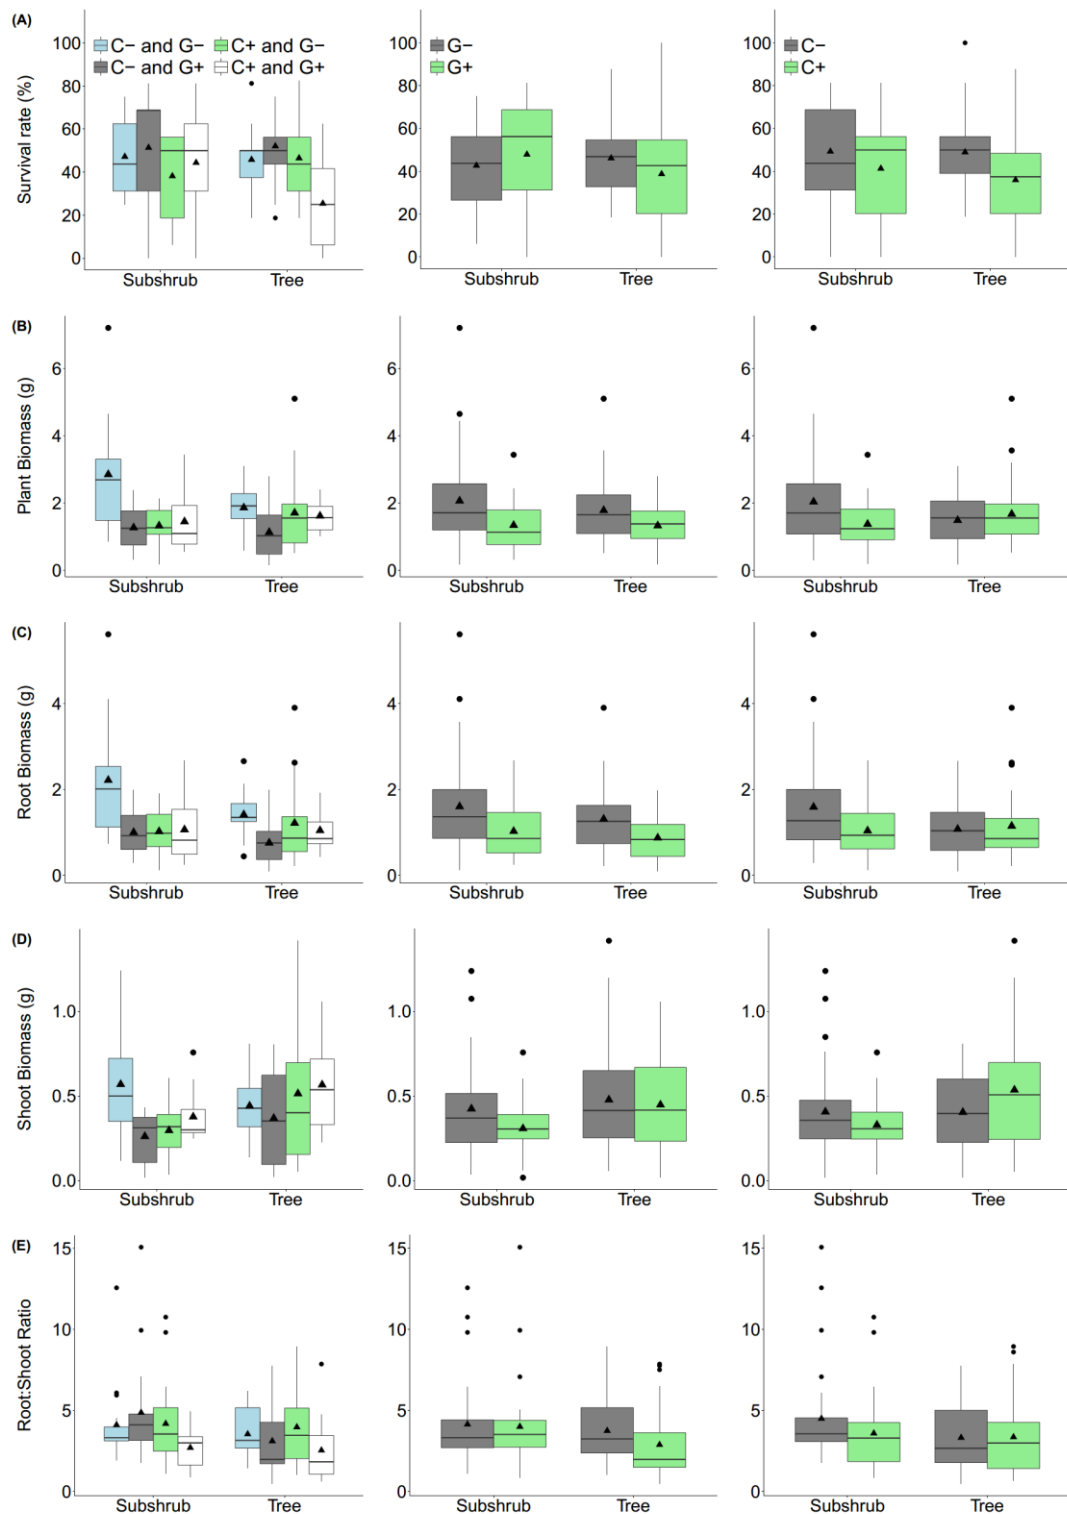 (A)
Survival rate (%)
100
80
60
40
20
0
C− and G− C+ and G−
C− and G+ C+ and G+
Subshrub Tree
100
80
60
40
20
0
G−
G+
Subshrub Tree
100
80
60
40
20
0
C−
C+
Subshrub Tree
(B)
Plant Biomass (g)
6
4
2
0
Subshrub Tree
6
4
2
0
Subshrub Tree
6
4
2
0
Subshrub Tree
(C)
Root Biomass (g)
4
2
0
Subshrub Tree
4
2
0
Subshrub Tree
4
2
0
Subshrub Tree
(D)
Shoot Biomass (g)
1.0
0.5
0.0
Subshrub Tree
1.0
0.5
0.0
Subshrub Tree
1.0
0.5
0.0
Subshrub Tree
(E)
Root:Shoot Ratio
15
10
5
0
Subshrub Tree
15
10
5
0
Subshrub Tree
15
10
5
0
Subshrub Tree